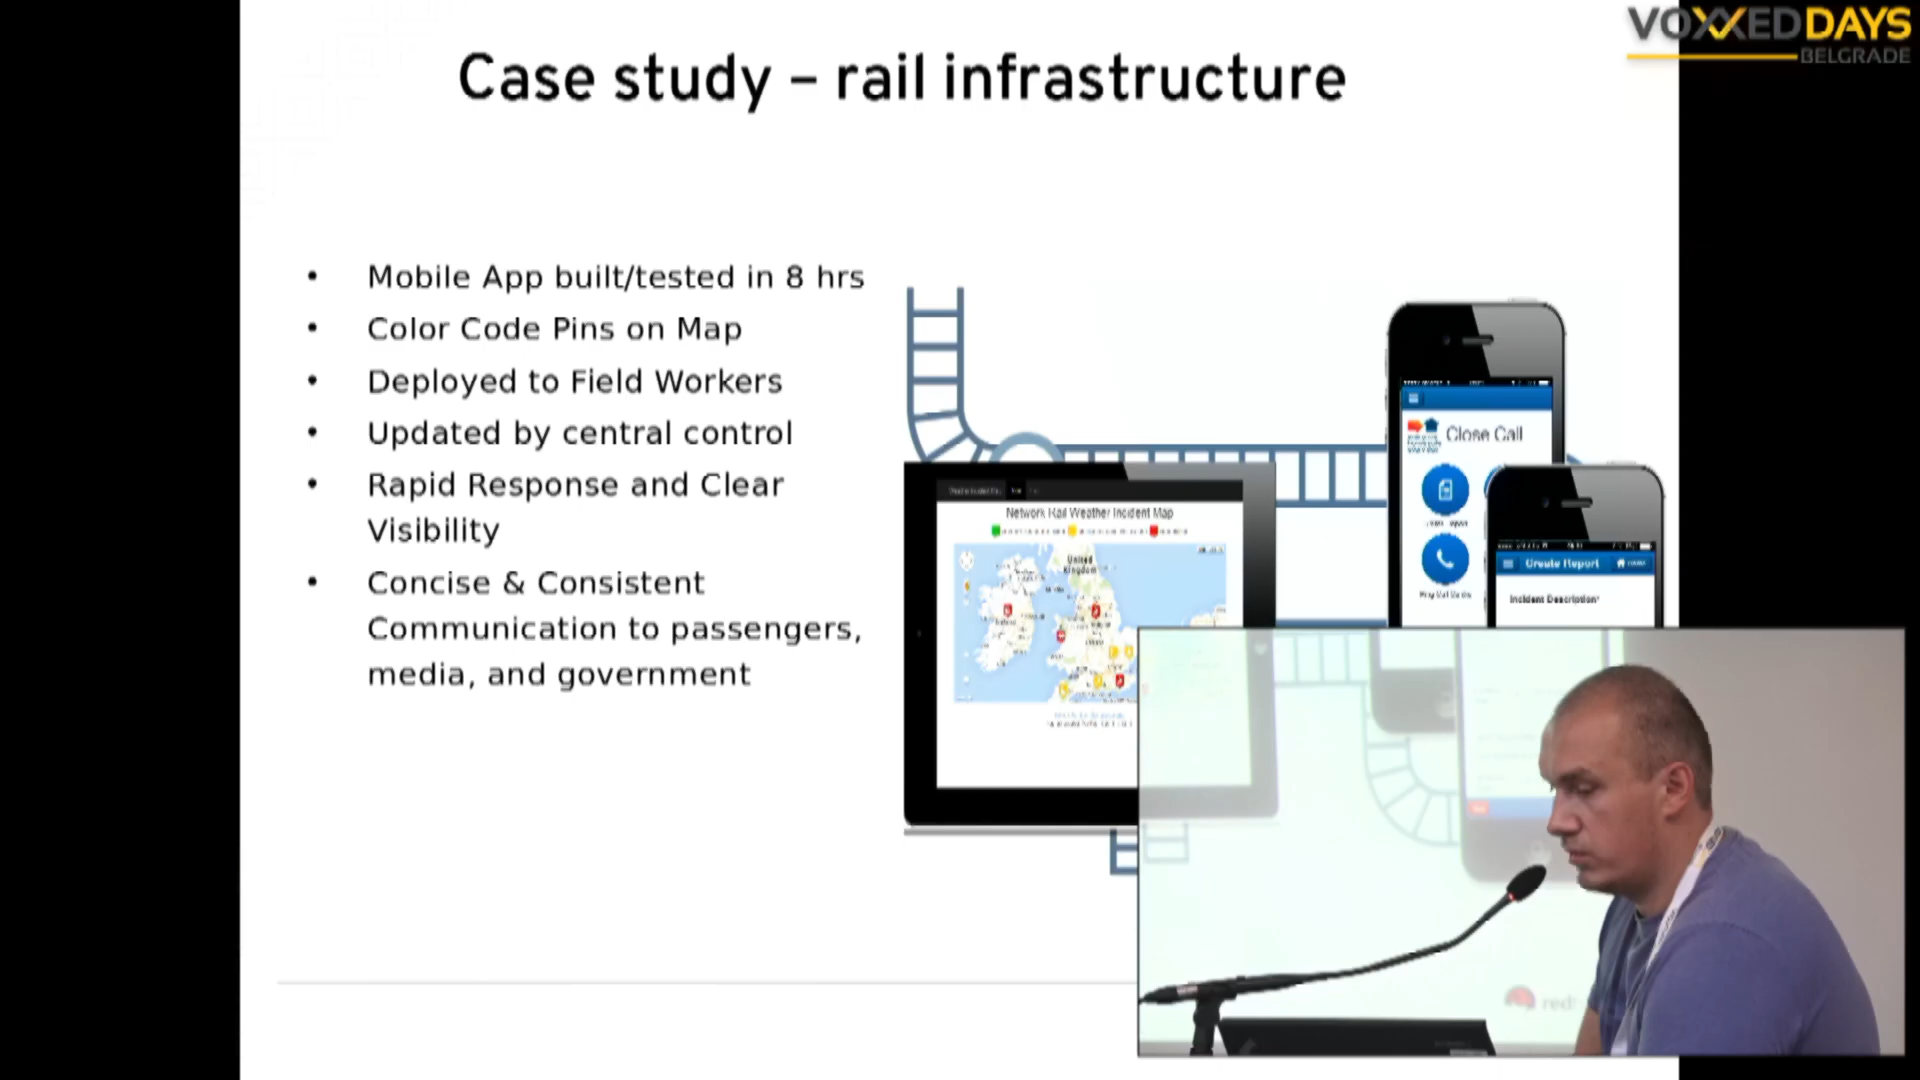 VOXXED DAYS
BELGRADE
Case study – rail infrastructure
• Mobile App built/tested in 8 hrs
• Color Code Pins on Map
• Deployed to Field Workers
• Updated by central control
• Rapid Response and Clear
Visibility
• Concise & Consistent
Communication to passengers,
media, and government
Network Rail Weather Incident Map
United
Kingdom
Close Call
Create Report
Incident Description*
red